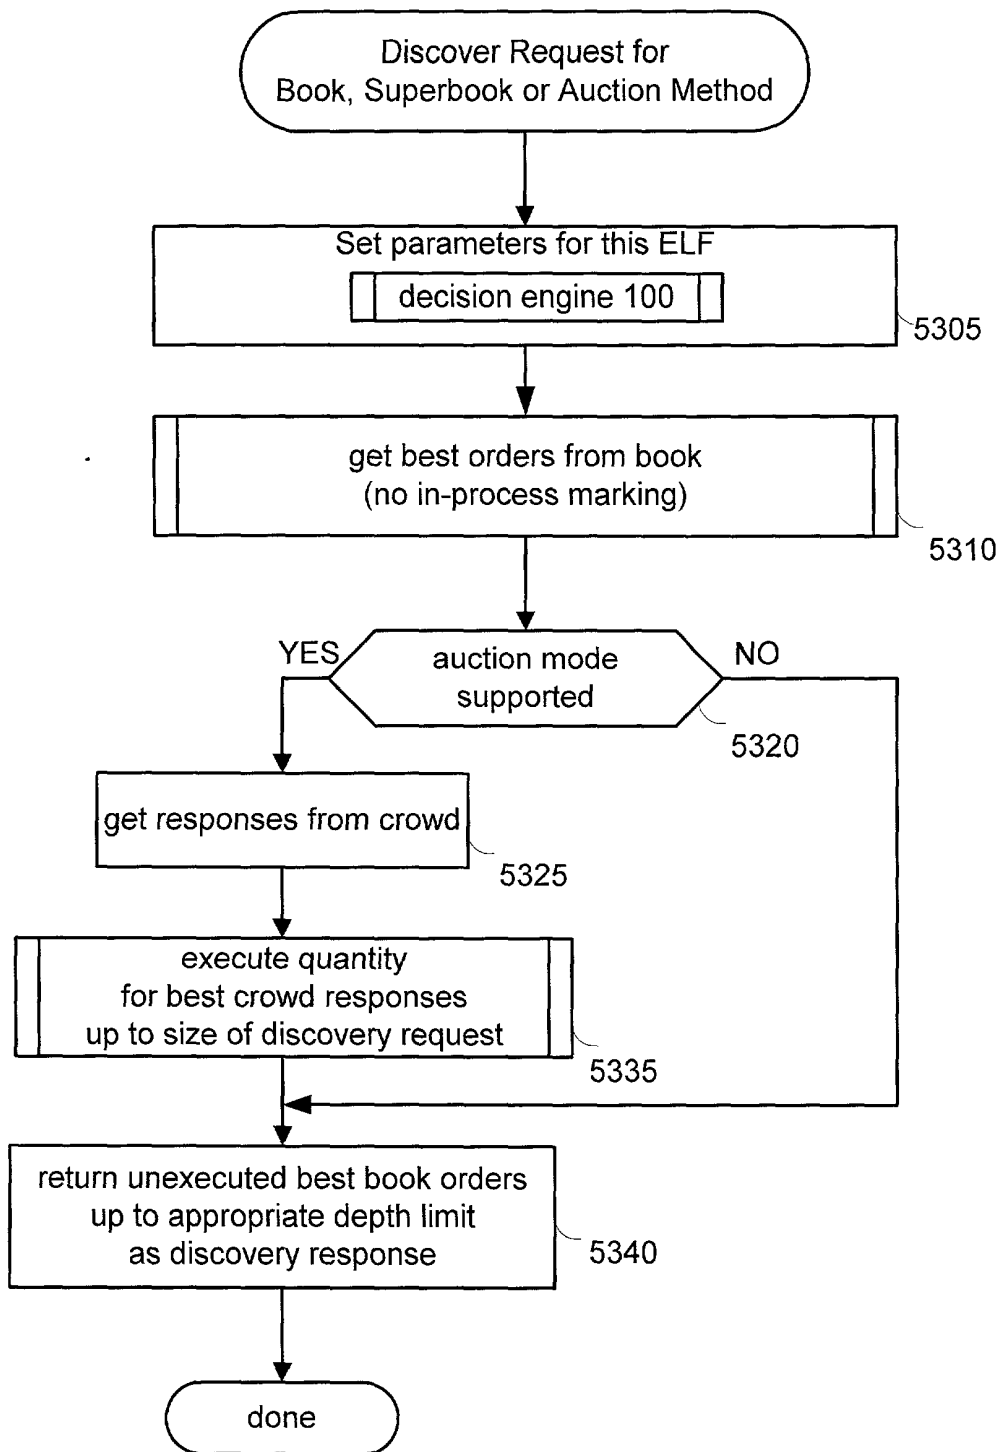 Discover Request for
Book, Superbook or Auction Method
Set parameters for this ELF
decision engine 100
5305
get best orders from book
(no in-process marking)
5310
YES
auction mode
supported
NO
5320
get responses from crowd
5325
execute quantity
for best crowd responses
up to size of discovery request
5335
return unexecuted best book orders
up to appropriate depth limit
as discovery response
5340
done